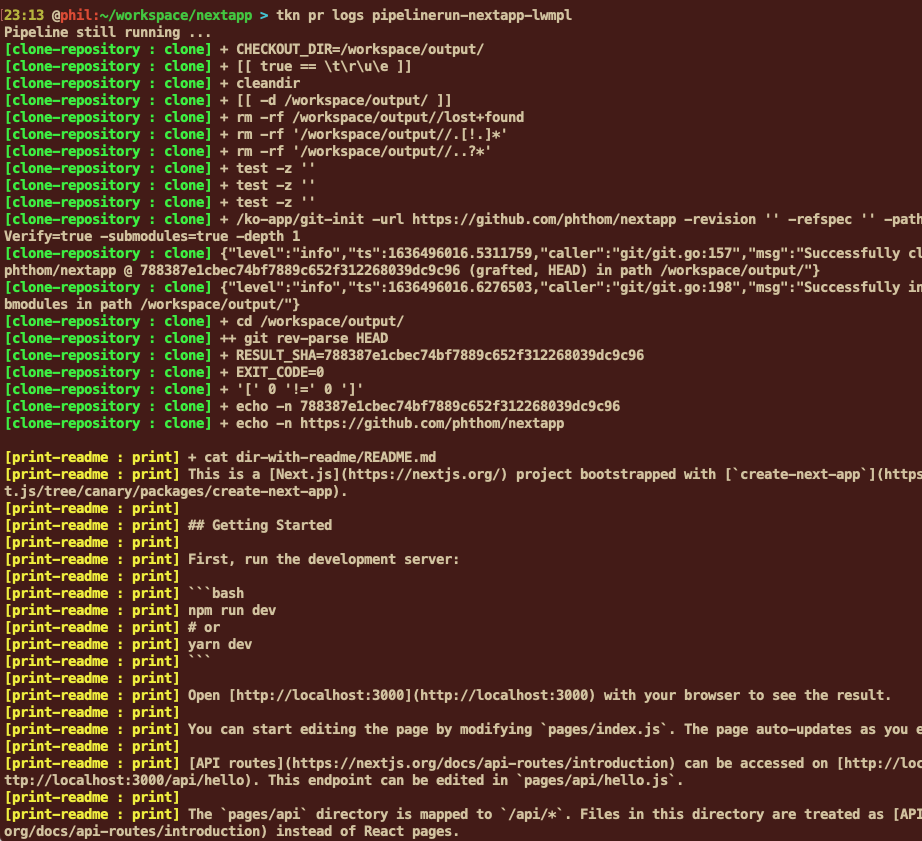 23:13 @phil:~/workspace/nextapp > tkn pr logs pipelinerun-nextapp-lwmpl
Pipeline still running ...
[clone-repository : clone] + CHECKOUT_DIR=/workspace/output/
[clone-repository : clone] + [[ true == \t\r\u\e ]]
[clone-repository : clone] + cleandir
[clone-repository : clone] + [[ -d /workspace/output/ ]]
[clone-repository : clone] + rm -rf /workspace/output//lost+found
[clone-repository : clone] + rm -rf '/workspace/output//.[!.]*'
[clone-repository : clone] + rm -rf '/workspace/output//..?*'
[clone-repository : clone] + test -z ''
[clone-repository : clone] + test -z ''
[clone-repository : clone] + test -z ''
[clone-repository : clone] + /ko-app/git-init -url https://github.com/phthom/nextapp -revision '' -refspec '' -path
Verify=true -submodules=true -depth 1
[clone-repository : clone] {"level":"info","ts":1636496016.5311759,"caller":"git/git.go:157","msg":"Successfully cl
phthom/nextapp @ 788387e1cbec74bf7889c652f312268039dc9c96 (grafted, HEAD) in path /workspace/output/"}
[clone-repository : clone] {"level":"info","ts":1636496016.6276503,"caller":"git/git.go:198","msg":"Successfully in
bmodules in path /workspace/output/"}
[clone-repository : clone] + cd /workspace/output/
[clone-repository : clone] ++ git rev-parse HEAD
[clone-repository : clone] + RESULT_SHA=788387e1cbec74bf7889c652f312268039dc9c96
[clone-repository : clone] + EXIT_CODE=0
[clone-repository : clone] + '[' 0 '!=' 0 ']'
[clone-repository : clone] + echo -n 788387e1cbec74bf7889c652f312268039dc9c96
[clone-repository : clone] + echo -n https://github.com/phthom/nextapp
[print-readme : print] + cat dir-with-readme/README.md
[print-readme : print] This is a [Next.js](https://nextjs.org/) project bootstrapped with [`create-next-app`](https
t.js/tree/canary/packages/create-next-app).
[print-readme : print]
[print-readme : print] ## Getting Started
[print-readme : print]
[print-readme : print] First, run the development server:
[print-readme : print]
[print-readme : print] ```bash
[print-readme : print] npm run dev
[print-readme : print] # or
[print-readme : print] yarn dev
[print-readme : print] ```
[print-readme : print]
[print-readme : print] Open [http://localhost:3000](http://localhost:3000) with your browser to see the result.
[print-readme : print]
[print-readme : print] You can start editing the page by modifying `pages/index.js`. The page auto-updates as you e
[print-readme : print]
[print-readme : print] [API routes](https://nextjs.org/docs/api-routes/introduction) can be accessed on [http://loc
ttp://localhost:3000/api/hello). This endpoint can be edited in `pages/api/hello.js`.
[print-readme : print]
[print-readme : print] The `pages/api` directory is mapped to `/api/*`. Files in this directory are treated as [API
org/docs/api-routes/introduction) instead of React pages.